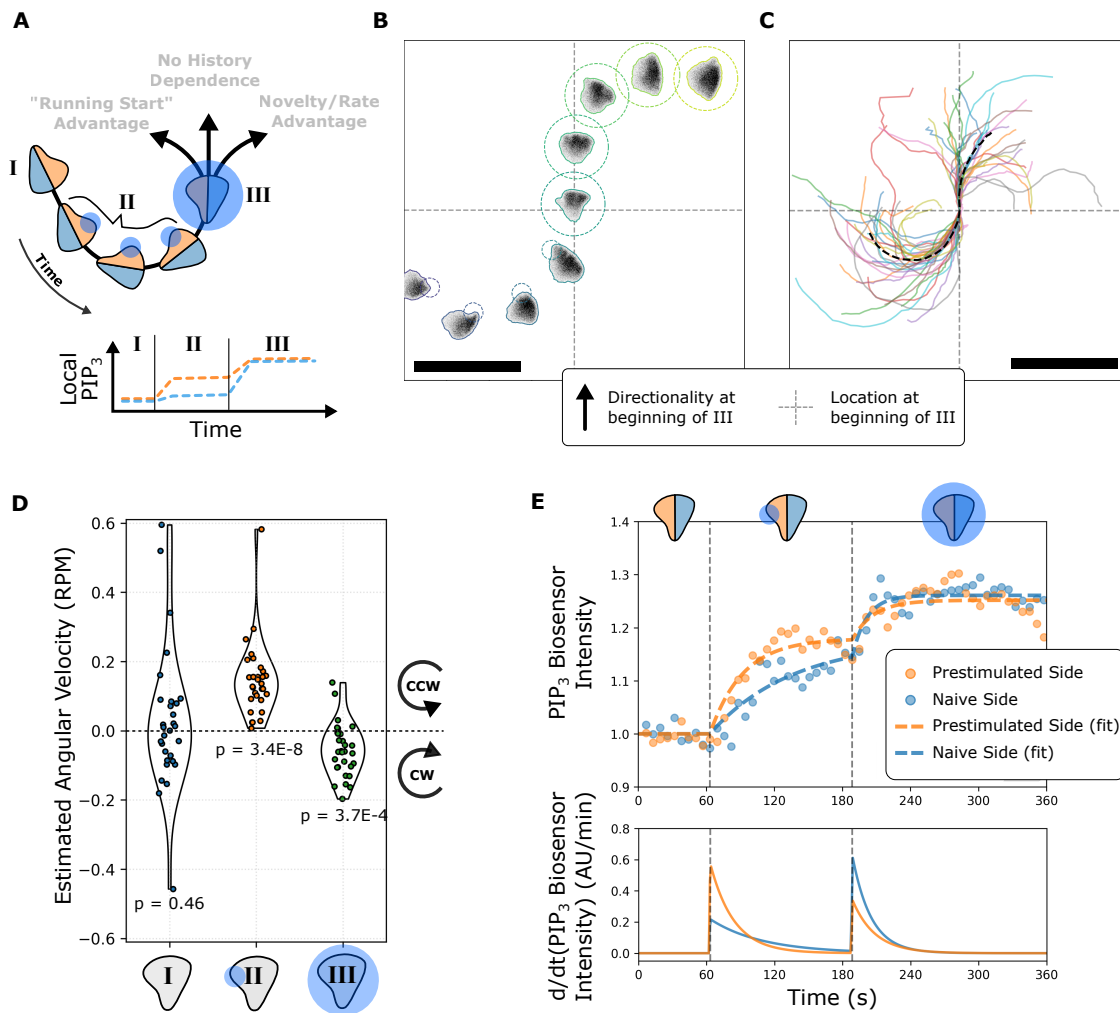 A
No History
Dependence
"Running Start"
Advantage
Novelty/Rate
Advantage
I
II
III
Time
I
II
III
Local
PIP3
Time
B
C
Directionality at
beginning of III
Location at
beginning of III
D
Estimated Angular Velocity (RPM)
0.6
0.4
0.2
0.0
−0.2
−0.4
−0.6
p = 0.46
p = 3.4E-8
p = 3.7E-4
CCW
CW
I
II
III
E
PIP3 Biosensor
Intensity
1.4
1.3
1.2
1.1
1.0
0.9
0
60
120
180
240
300
360
Prestimulated Side
Naive Side
Prestimulated Side (fit)
Naive Side (fit)
d/dt(PIP3 Biosensor
Intensity) (AU/min)
0.8
0.6
0.4
0.2
0.0
0
60
120
180
240
300
360
Time (s)